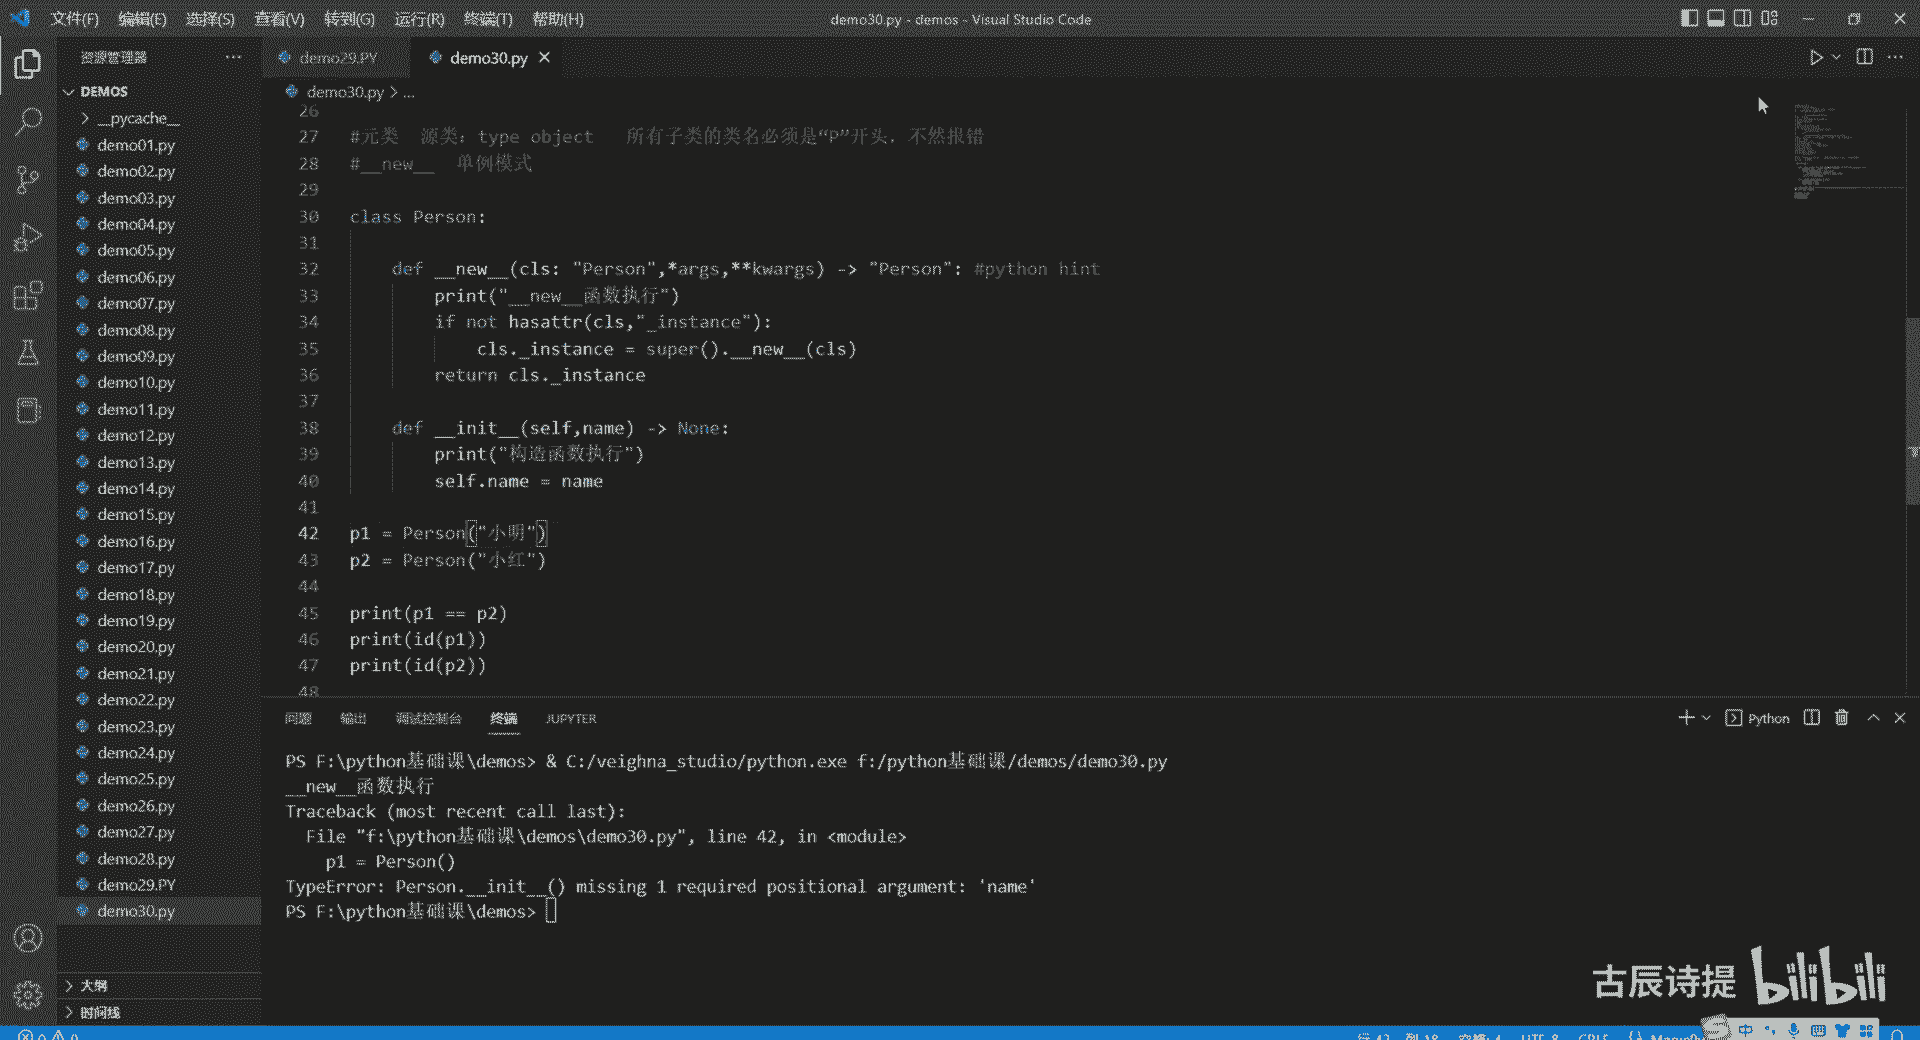 文件(F) 编辑(E) 选择(S) 查看(V) 转到(G) 运行(R) 终端(T) 帮助(H)
demo30.py - demos - Visual Studio Code
资源管理器
DEMOS
__pycache__
demo01.py
demo02.py
demo03.py
demo04.py
demo05.py
demo06.py
demo07.py
demo08.py
demo09.py
demo10.py
demo11.py
demo12.py
demo13.py
demo14.py
demo15.py
demo16.py
demo17.py
demo18.py
demo19.py
demo20.py
demo21.py
demo22.py
demo23.py
demo24.py
demo25.py
demo26.py
demo27.py
demo28.py
demo29.PY
demo30.py
大纲
时间线
demo29.PY demo30.py
demo30.py > ...
26
27 #元类 源类：type object 所有子类的类名必须是“P”开头，不然报错
28 #__new__ 单例模式
29
30 class Person:
31
32 def __new__(cls: "Person",*args,**kwargs) -> "Person": #python hint
33 print("__new__函数执行")
34 if not hasattr(cls,"_instance"):
35 cls._instance = super().__new__(cls)
36 return cls._instance
37
38 def __init__(self,name) -> None:
39 print("构造函数执行")
40 self.name = name
41
42 p1 = Person("小明")
43 p2 = Person("小红")
44
45 print(p1 == p2)
46 print(id(p1))
47 print(id(p2))
48
问题 输出 调试控制台 终端 JUPYTER
Python
PS F:\python基础课\demos> & C:/veighna_studio/python.exe f:/python基础课/demos/demo30.py
__new__函数执行
Traceback (most recent call last):
File "f:\python基础课\demos\demo30.py", line 42, in <module>
p1 = Person()
TypeError: Person.__init__() missing 1 required positional argument: 'name'
PS F:\python基础课\demos>
古辰诗提 bilibili
中